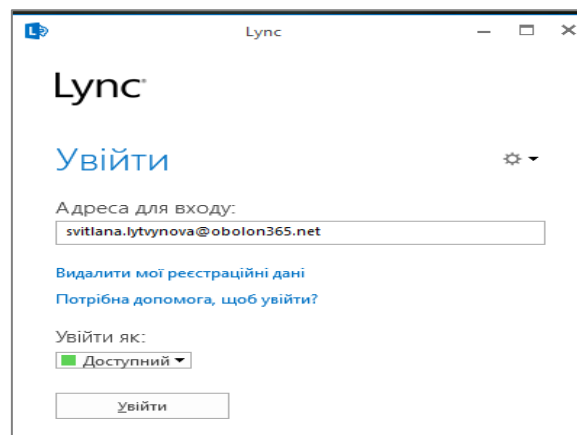 Lync
Lync
Увійти
Адреса для входу:
svitlana.lytvynova@obolon365.net
Видалити мої реєстраційні дані
Потрібна допомога, щоб увійти?
Увійти як:
Доступний
Увійти